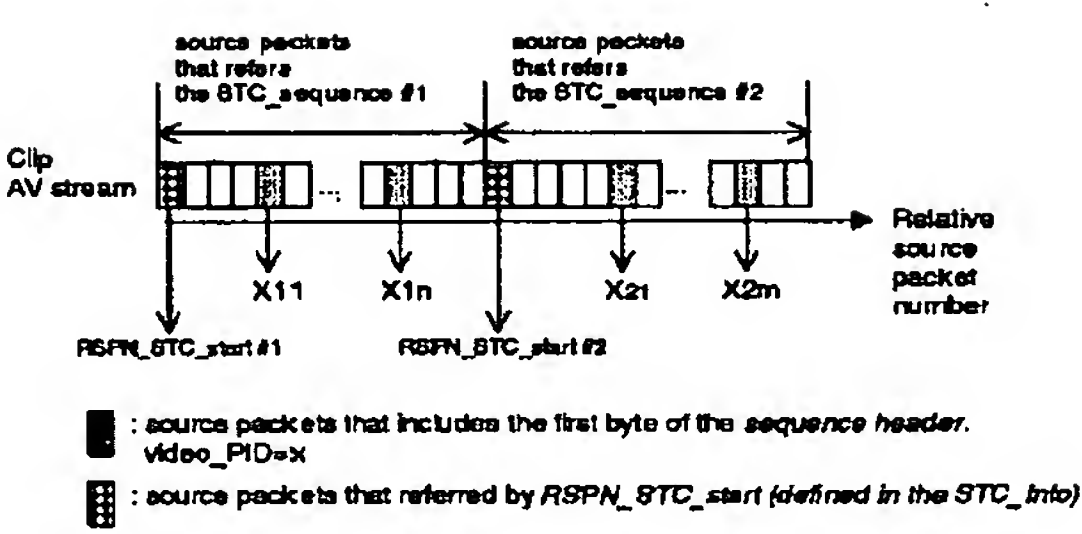 source packets
that refers
the STC_sequence #1
source packets
that refers
the STC_sequence #2
Clip
AV stream
...
...
Relative
source
packet
number
X11
X1n
X21
X2m
RSPN_STC_start #1
RSPN_STC_start #2
: source packets that includes the first byte of the sequence header.
video_PID=x
: source packets that referred by RSPN_STC_start (defined in the STC_Info)